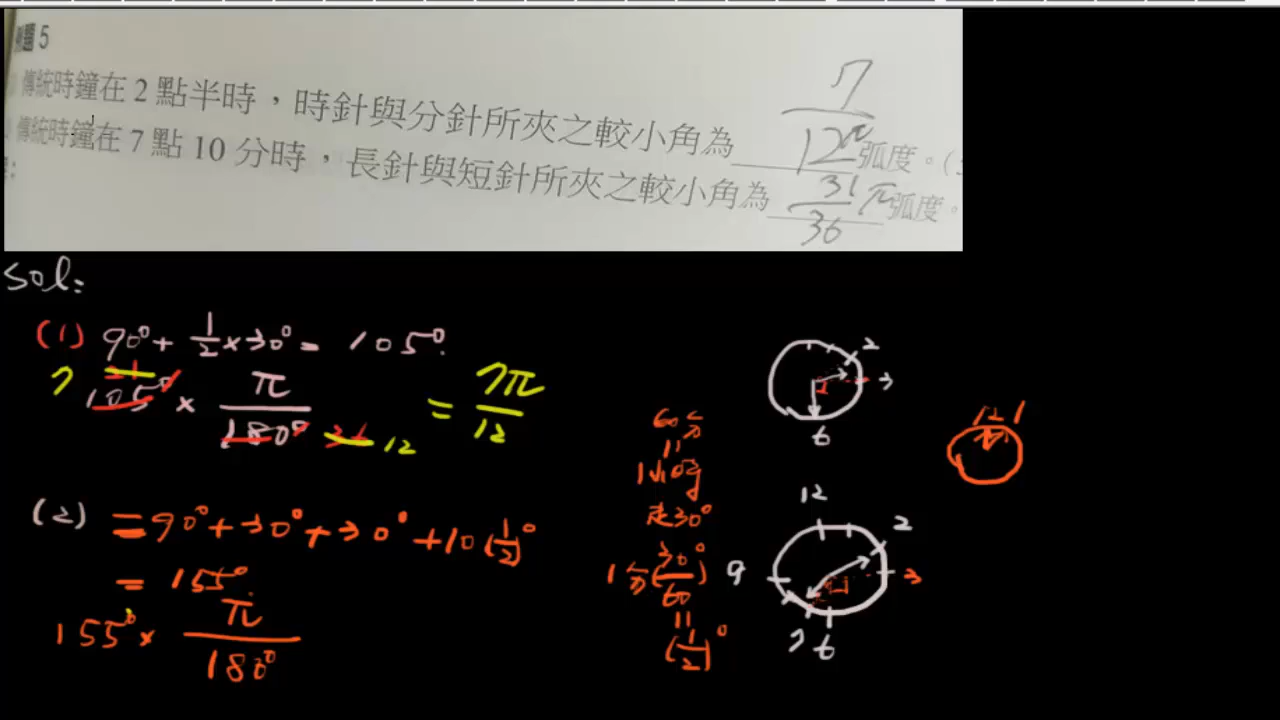 例題 5
傳統時鐘在 2 點半時，時針與分針所夾之較小角為 7/12 π 弧度。(
傳統時鐘在 7 點 10 分時，長針與短針所夾之較小角為 31/36 π 弧度。
sol:
(1) 90° + 1/2 × 30° = 105°.
7 21 105° × π/180° 36 12 = 7π/12
(2) = 90° + 30° + 30° + 10(1/2)°
= 155°.
155° × π/180°
60分
=
1小時
走30°
1分(30/60)°
=
(1/2)°
2
3
6
12 1
12
2
9
3
7 6